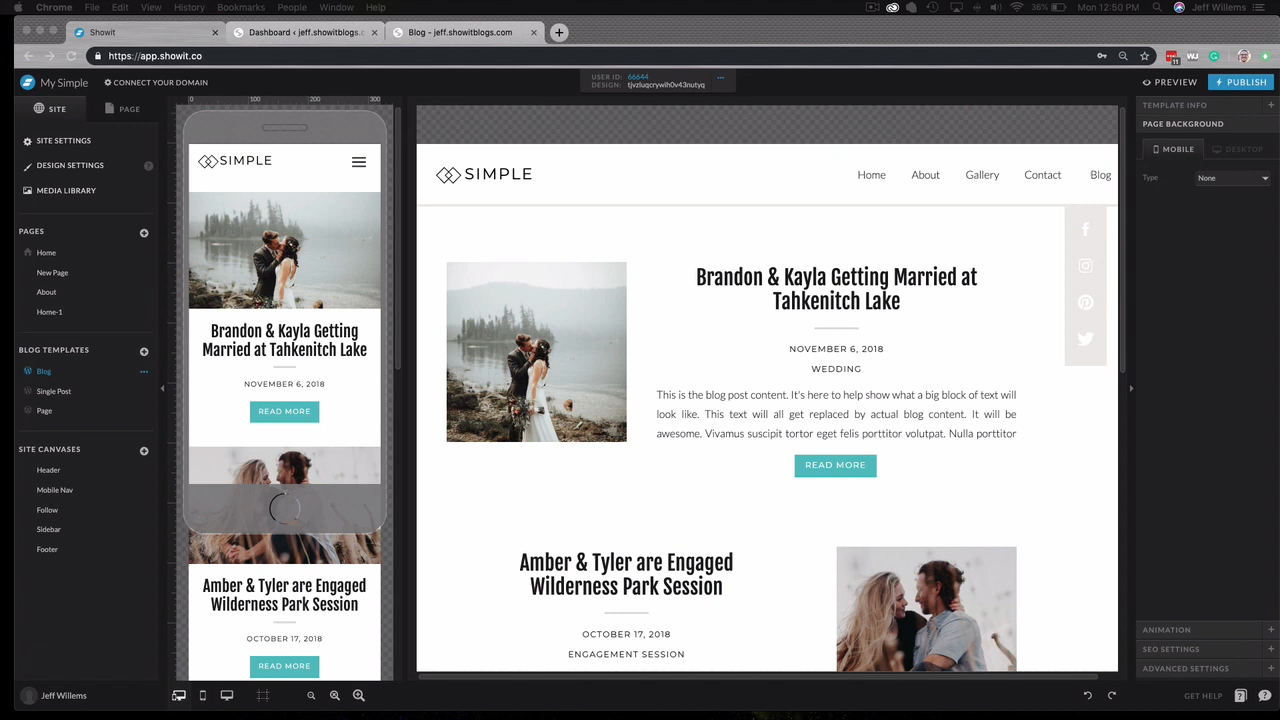 Chrome File Edit View History Bookmarks People Window Help 36% Mon 12:50 PM Jeff Willems
Showit × Dashboard ‹ jeff.showitblogs.c × Blog - jeff.showitblogs.com ×
https://app.showit.co
My Simple CONNECT YOUR DOMAIN
USER ID: 66644
DESIGN: tjvzluqcrywih0v43nutyq
PREVIEW PUBLISH
SITE PAGE
SITE SETTINGS
DESIGN SETTINGS ?
MEDIA LIBRARY
PAGES
Home
New Page
About
Home-1
BLOG TEMPLATES
Blog ...
Single Post
Page
SITE CANVASES
Header
Mobile Nav
Follow
Sidebar
Footer
Jeff Willems
0 100 200 300
SIMPLE
Brandon & Kayla Getting
Married at Tahkenitch Lake
NOVEMBER 6, 2018
READ MORE
Amber & Tyler are Engaged
Wilderness Park Session
OCTOBER 17, 2018
READ MORE
SIMPLE
Home About Gallery Contact Blog
Brandon & Kayla Getting Married at
Tahkenitch Lake
NOVEMBER 6, 2018
WEDDING
This is the blog post content. It's here to help show what a big block of text will
look like. This text will all get replaced by actual blog content. It will be
awesome. Vivamus suscipit tortor eget felis porttitor volutpat. Nulla porttitor
READ MORE
Amber & Tyler are Engaged
Wilderness Park Session
OCTOBER 17, 2018
ENGAGEMENT SESSION
TEMPLATE INFO +
PAGE BACKGROUND
MOBILE DESKTOP
Type None
ANIMATION +
SEO SETTINGS +
ADVANCED SETTINGS +
GET HELP